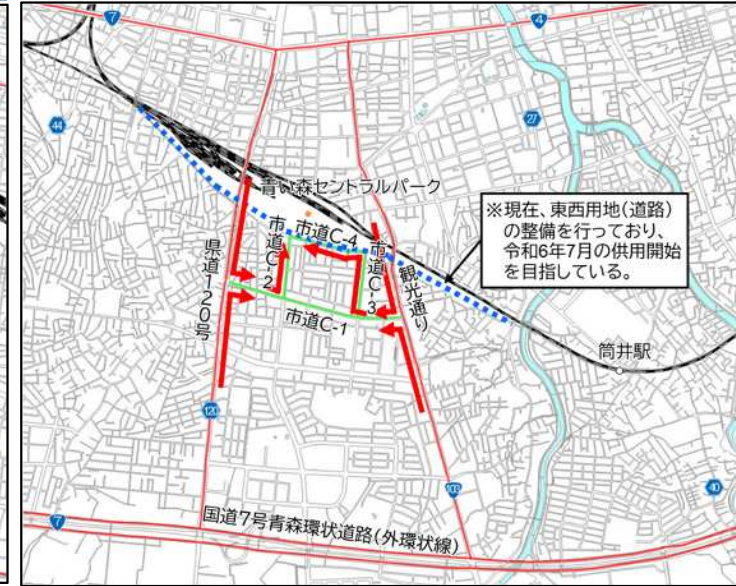 7
4
44
27
青い森セントラルパーク
※現在、東西用地(道路)
の整備を行っており、
令和6年7月の供用開始
を目指している。
市道C-4
市道C-2
市道C-3
観光通り
県道120号
市道C-1
筒井駅
120
103
40
7
国道7号青森環状道路(外環状線)